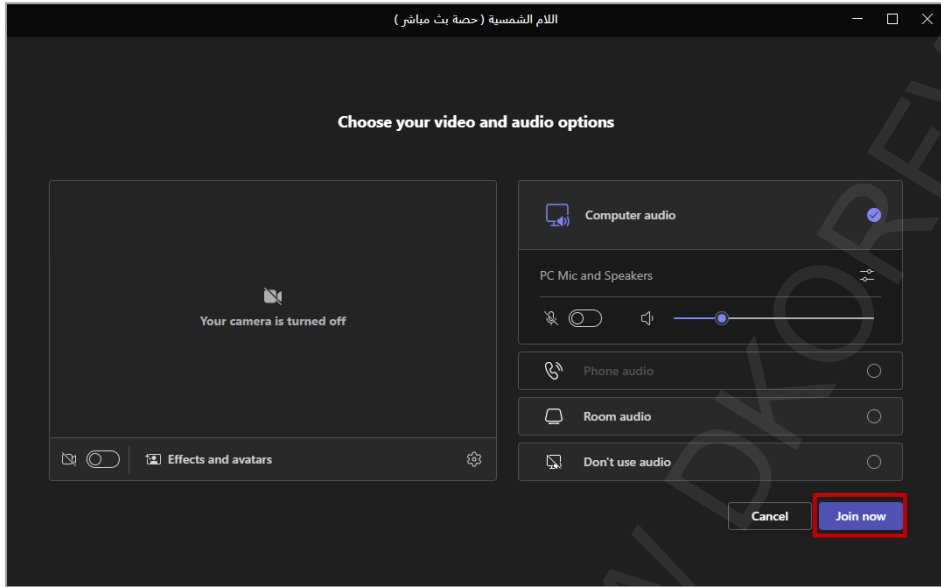 اللام الشمسية ( حصة بث مباشر )
Choose your video and audio options
Your camera is turned off
Effects and avatars
Computer audio
PC Mic and Speakers
Phone audio
Room audio
Don't use audio
Cancel
Join now